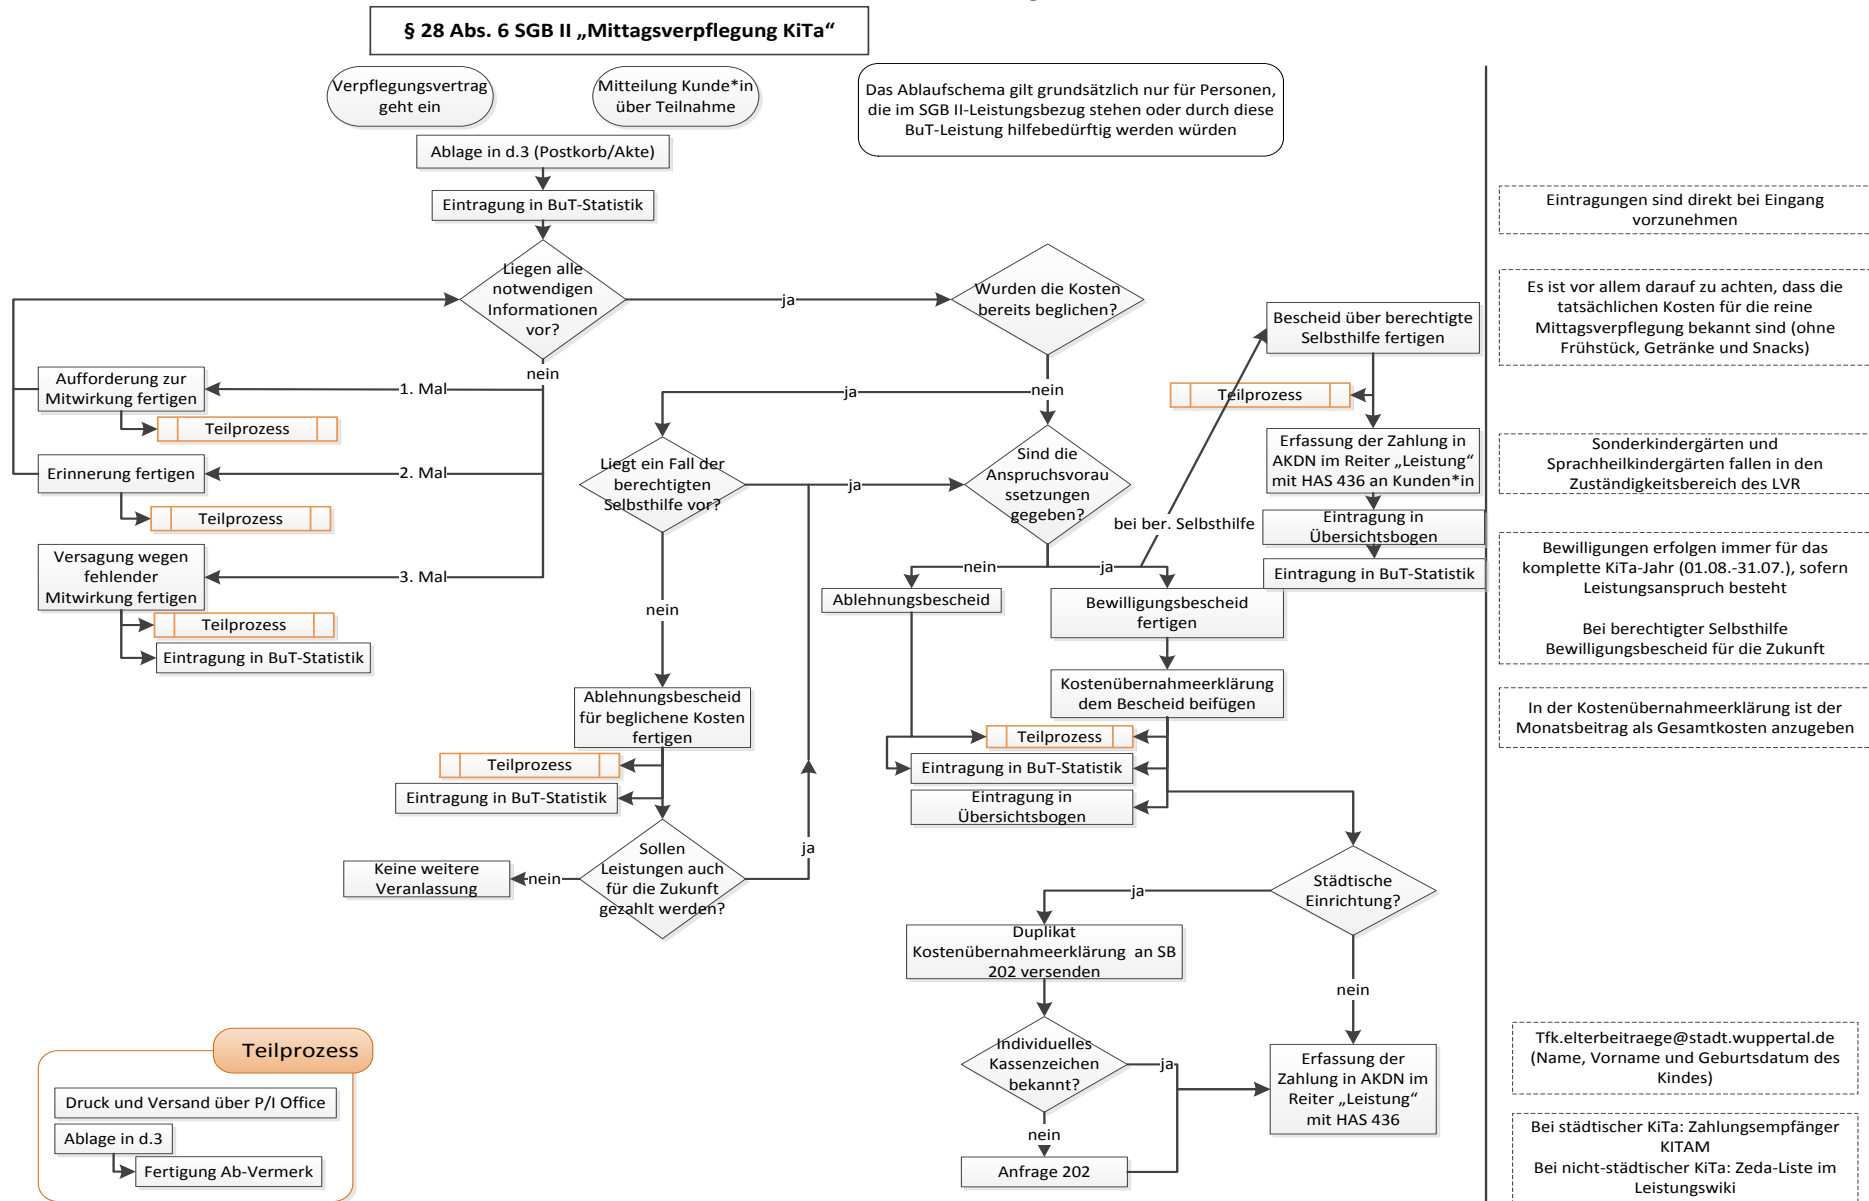 § 28 Abs. 6 SGB II „Mittagsverpflegung KiTa“
Verpflegungsvertrag
geht ein
Mitteilung Kunde*in
über Teilnahme
Das Ablaufschema gilt grundsätzlich nur für Personen,
die im SGB II-Leistungsbezug stehen oder durch diese
BuT-Leistung hilfebedürftig werden würden
Ablage in d.3 (Postkorb/Akte)
Eintragung in BuT-Statistik
Liegen alle
notwendigen
Informationen
vor?
ja
nein
Wurden die Kosten
bereits beglichen?
ja
nein
1. Mal
Aufforderung zur
Mitwirkung fertigen
Teilprozess
2. Mal
Erinnerung fertigen
Teilprozess
3. Mal
Versagung wegen
fehlender
Mitwirkung fertigen
Teilprozess
Eintragung in BuT-Statistik
Liegt ein Fall der
berechtigten
Selbsthilfe vor?
ja
nein
Sind die
Anspruchsvorau
ssetzungen
gegeben?
nein
ja
bei ber. Selbsthilfe
Bescheid über berechtigte
Selbsthilfe fertigen
Teilprozess
Erfassung der Zahlung in
AKDN im Reiter „Leistung“
mit HAS 436 an Kunden*in
Eintragung in
Übersichtsbogen
Eintragung in BuT-Statistik
Ablehnungsbescheid
Bewilligungsbescheid
fertigen
Kostenübernahmeerklärung
dem Bescheid beifügen
Teilprozess
Eintragung in BuT-Statistik
Eintragung in
Übersichtsbogen
Ablehnungsbescheid
für beglichene Kosten
fertigen
Teilprozess
Eintragung in BuT-Statistik
Sollen
Leistungen auch
für die Zukunft
gezahlt werden?
nein
ja
Keine weitere
Veranlassung
Städtische
Einrichtung?
ja
nein
Duplikat
Kostenübernahmeerklärung an SB
202 versenden
Individuelles
Kassenzeichen
bekannt?
ja
nein
Anfrage 202
Erfassung der
Zahlung in AKDN im
Reiter „Leistung“
mit HAS 436
Teilprozess
Druck und Versand über P/I Office
Ablage in d.3
Fertigung Ab-Vermerk
Eintragungen sind direkt bei Eingang
vorzunehmen
Es ist vor allem darauf zu achten, dass die
tatsächlichen Kosten für die reine
Mittagsverpflegung bekannt sind (ohne
Frühstück, Getränke und Snacks)
Sonderkindergärten und
Sprachheilkindergärten fallen in den
Zuständigkeitsbereich des LVR
Bewilligungen erfolgen immer für das
komplette KiTa-Jahr (01.08.-31.07.), sofern
Leistungsanspruch besteht
Bei berechtigter Selbsthilfe
Bewilligungsbescheid für die Zukunft
In der Kostenübernahmeerklärung ist der
Monatsbeitrag als Gesamtkosten anzugeben
Tfk.elterbeitraege@stadt.wuppertal.de
(Name, Vorname und Geburtsdatum des
Kindes)
Bei städtischer KiTa: Zahlungsempfänger
KITAM
Bei nicht-städtischer KiTa: Zeda-Liste im
Leistungswiki